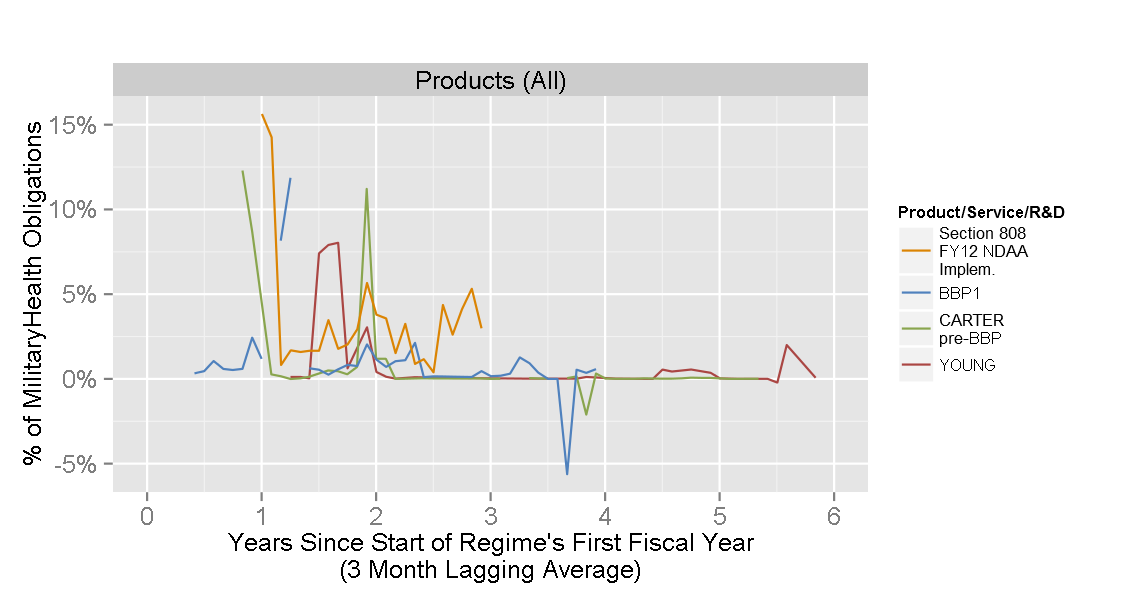 Products (All)
% of MilitaryHealth Obligations
15%
10%
5%
0%
-5%
0 1 2 3 4 5 6
Years Since Start of Regime's First Fiscal Year
(3 Month Lagging Average)
Product/Service/R&D
Section 808
FY12 NDAA
Implem.
BBP1
CARTER
pre-BBP
YOUNG